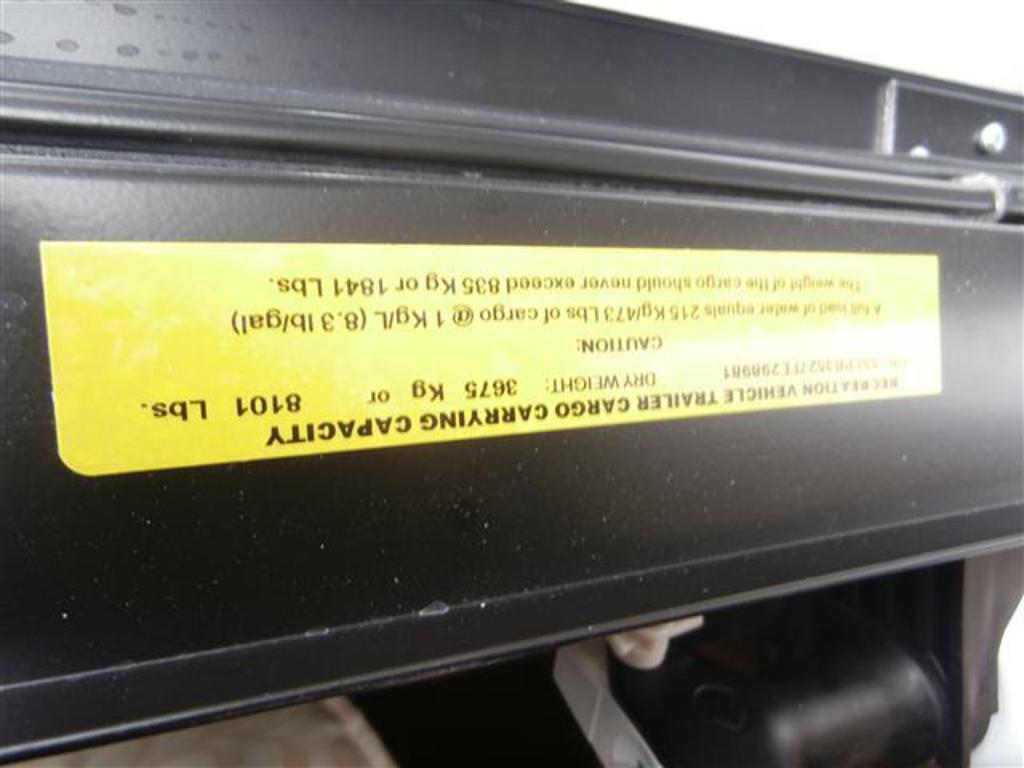 RECREATION VEHICLE TRAILER CARGO CARRYING CAPACITY
DRY WEIGHT: 3675 Kg or 8101 Lbs.
CAUTION:
A full load of water equals 215 Kg/473 Lbs of cargo @ 1 Kg/L (8.3 lb/gal)
The weight of the cargo should never exceed 835 Kg or 1841 Lbs.